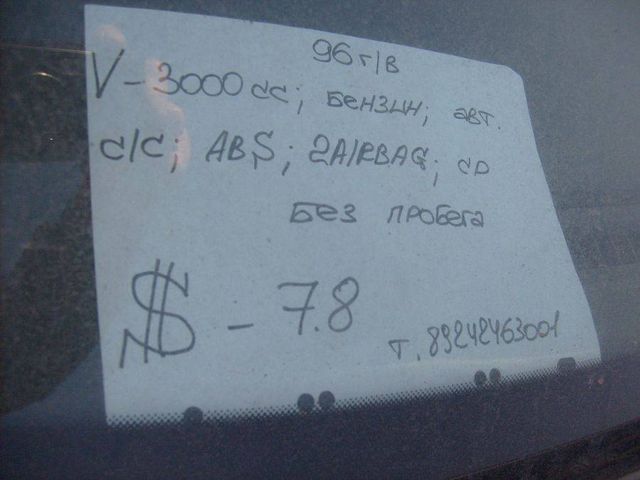 96 г/в
V – 3000 cc; бензин; авт.
c/c; ABS; 2AIRBAG; CD
Без пробега
$ – 7.8
т. 89242463001